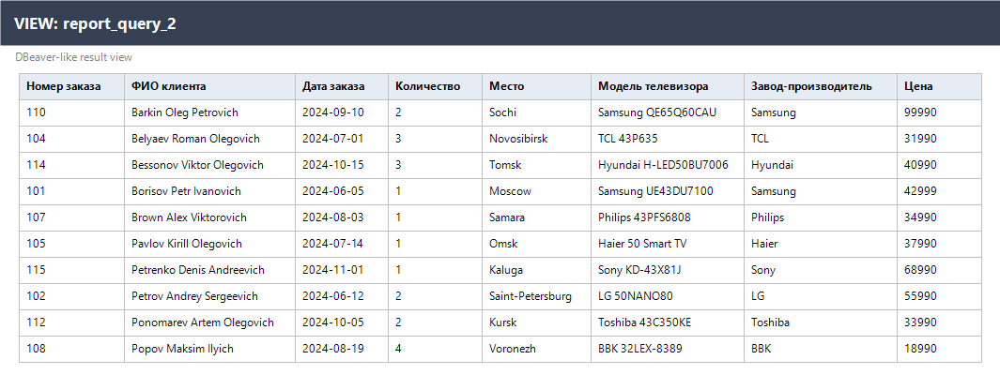 VIEW: report_query_2
DBeaver-like result view
Номер заказа ФИО клиента Дата заказа Количество Место Модель телевизора Завод-производитель Цена
110 Barkin Oleg Petrovich 2024-09-10 2 Sochi Samsung QE65Q60CAU Samsung 99990
104 Belyaev Roman Olegovich 2024-07-01 3 Novosibirsk TCL 43P635 TCL 31990
114 Bessonov Viktor Olegovich 2024-10-15 3 Tomsk Hyundai H-LED50BU7006 Hyundai 40990
101 Borisov Petr Ivanovich 2024-06-05 1 Moscow Samsung UE43DU7100 Samsung 42999
107 Brown Alex Viktorovich 2024-08-03 1 Samara Philips 43PFS6808 Philips 34990
105 Pavlov Kirill Olegovich 2024-07-14 1 Omsk Haier 50 Smart TV Haier 37990
115 Petrenko Denis Andreevich 2024-11-01 1 Kaluga Sony KD-43X81J Sony 68990
102 Petrov Andrey Sergeevich 2024-06-12 2 Saint-Petersburg LG 50NANO80 LG 55990
112 Ponomarev Artem Olegovich 2024-10-05 2 Kursk Toshiba 43C350KE Toshiba 33990
108 Popov Maksim Ilyich 2024-08-19 4 Voronezh BBK 32LEX-8389 BBK 18990